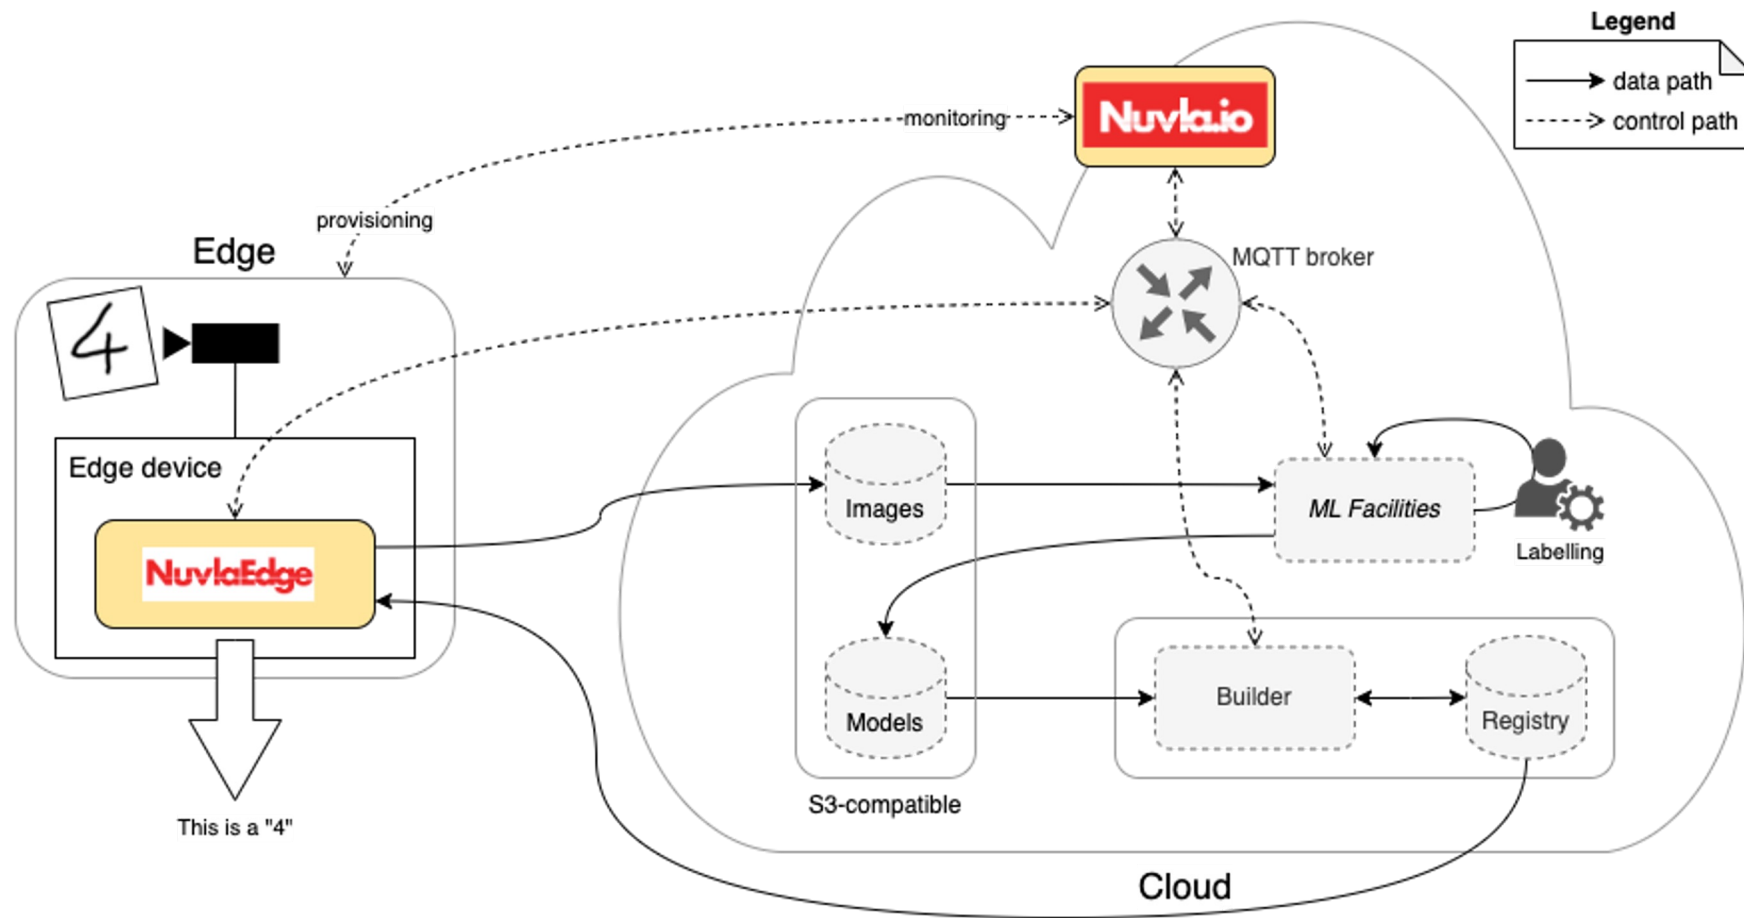 Legend
data path
control path
Nuvla.io
monitoring
provisioning
Edge
MQTT broker
4
Edge device
NuvlaEdge
Images
ML Facilities
Labelling
Models
Builder
Registry
S3-compatible
This is a "4"
Cloud